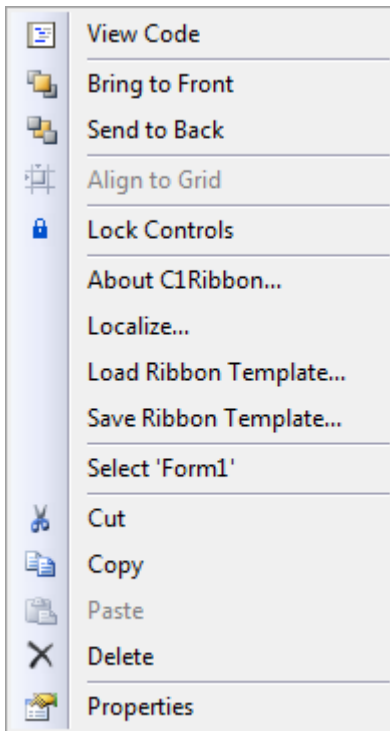 View Code
Bring to Front
Send to Back
Align to Grid
Lock Controls
About C1Ribbon...
Localize...
Load Ribbon Template...
Save Ribbon Template...
Select 'Form1'
Cut
Copy
Paste
Delete
Properties